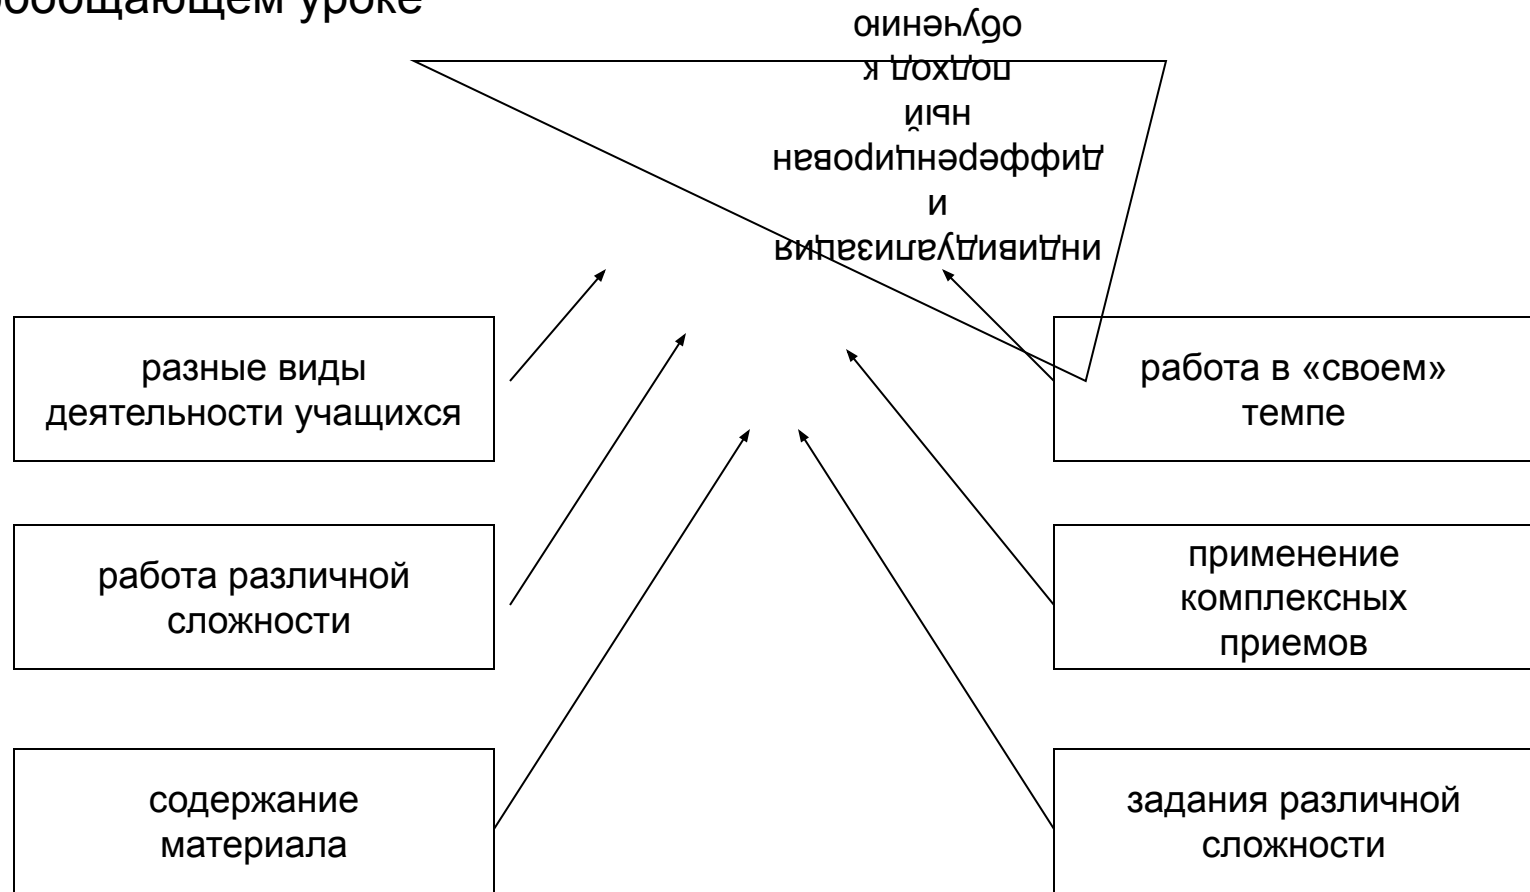 обобщающем уроке
индивидуализация
и
дифференцирован
ный
подход к
обучению
разные виды
деятельности учащихся
работа в «своем»
темпе
работа различной
сложности
применение
комплексных
приемов
содержание
материала
задания различной
сложности